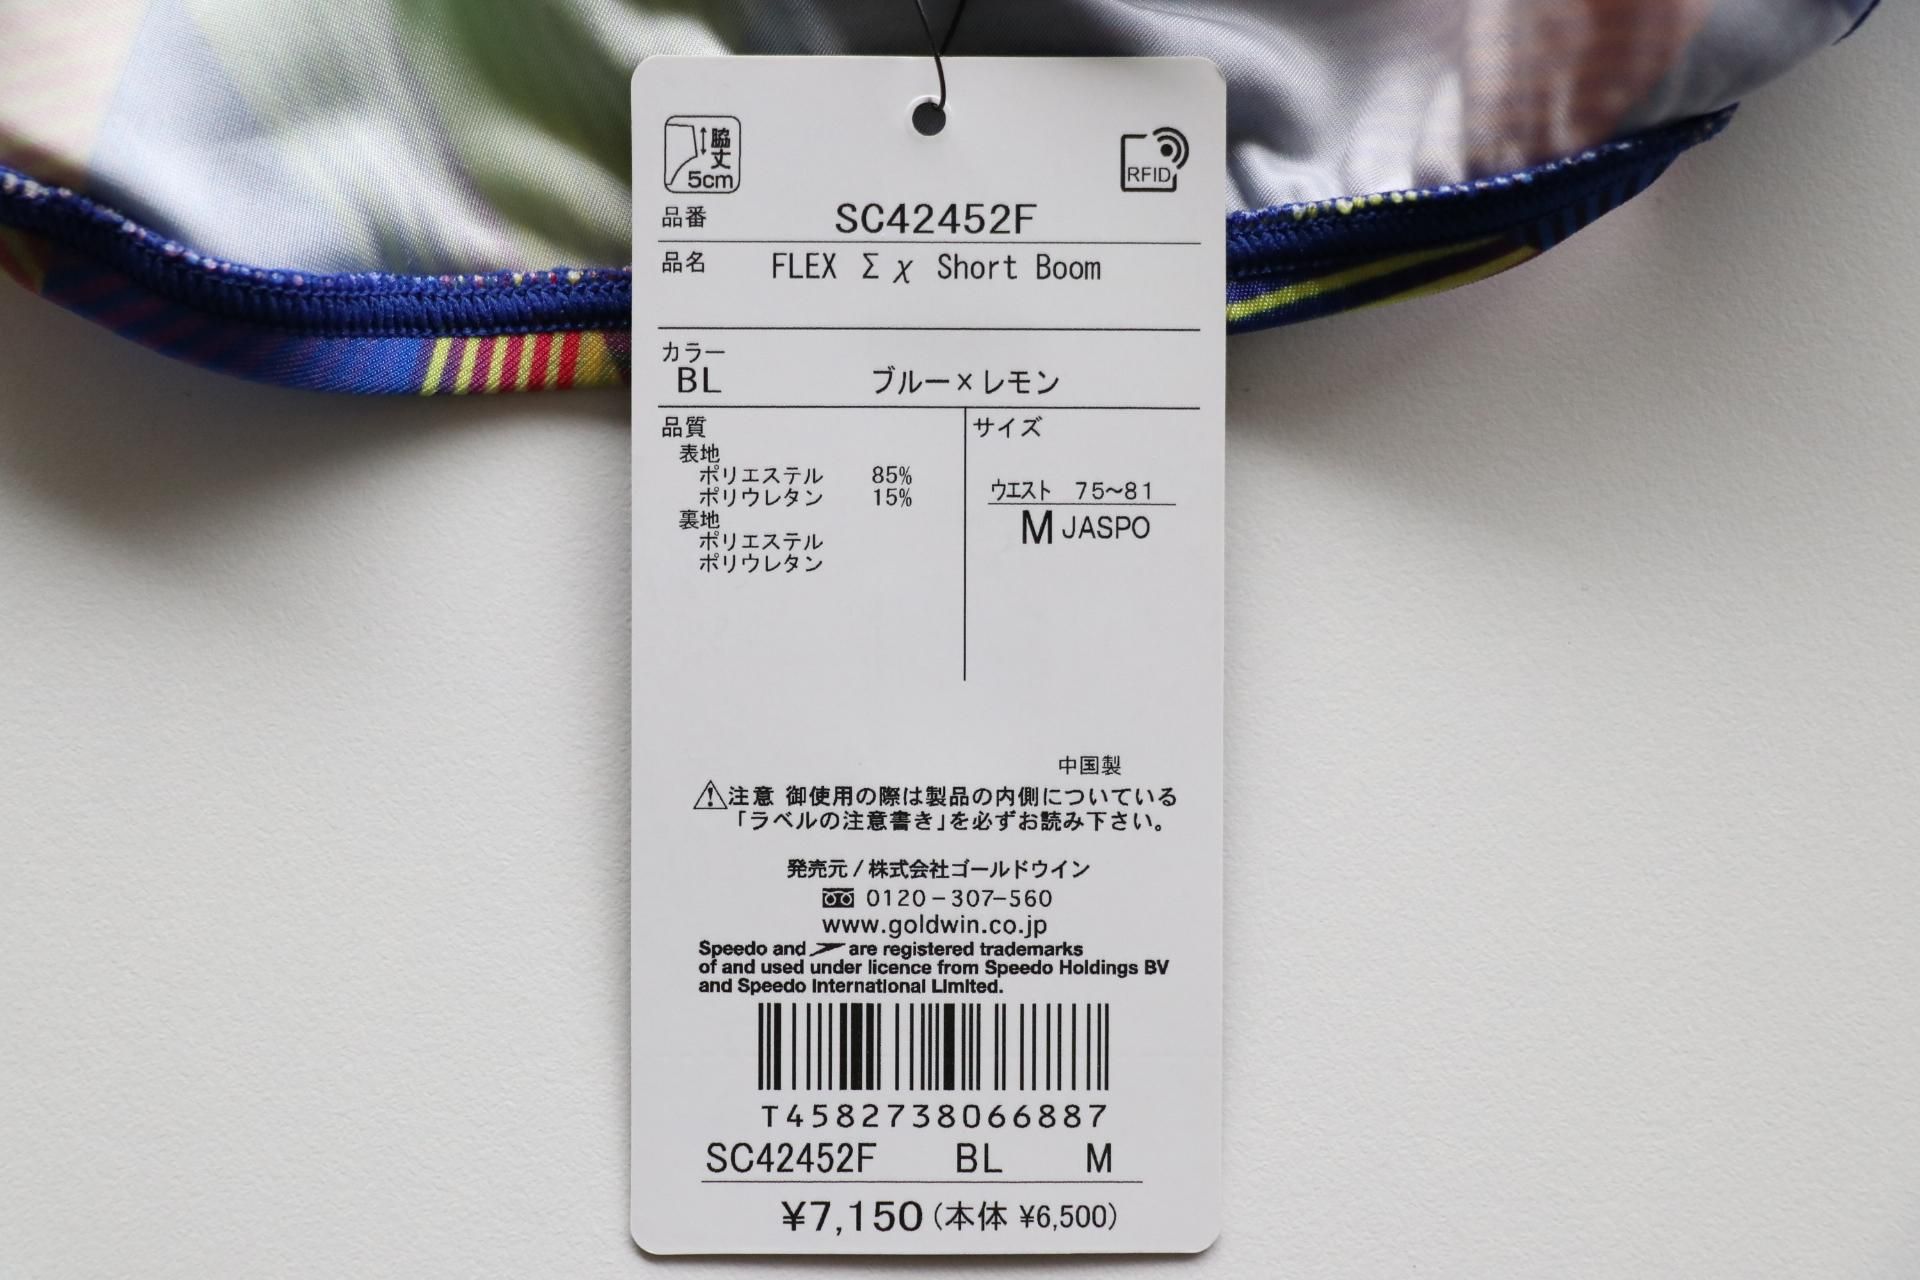 脇丈
5cm
RFID
品番 SC42452F
品名 FLEX Σχ Short Boom
カラー
BL ブルー×レモン
品質
表地
ポリエステル 85%
ポリウレタン 15%
裏地
ポリエステル
ポリウレタン
サイズ
ウエスト 75～81
M JASPO
中国製
注意 御使用の際は製品の内側についている
「ラベルの注意書き」を必ずお読み下さい。
発売元/株式会社ゴールドウイン
0120-307-560
www.goldwin.co.jp
Speedo and are registered trademarks
of and used under licence from Speedo Holdings BV
and Speedo International Limited.
T4582738066887
SC42452F BL M
¥7,150(本体 ¥6,500)